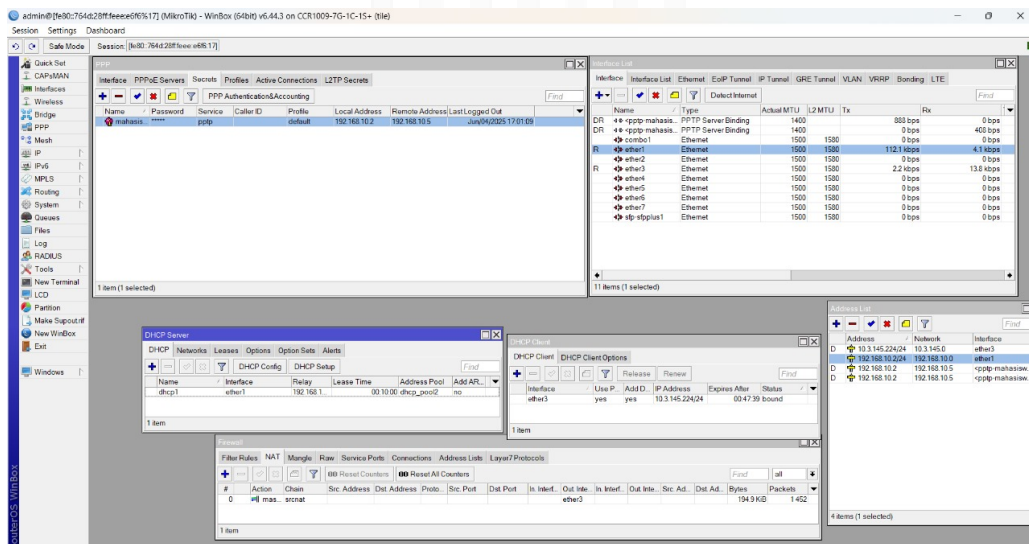 admin@[fe80::764d:28ff:feee:e6f6%17] (MikroTik) - WinBox (64bit) v6.44.3 on CCR1009-7G-1C-1S+ (tile)
Session Settings Dashboard
Safe Mode Session: [fe80::764d:28ff:feee:e6f6:17]
Quick Set
CAPsMAN
Interfaces
Wireless
Bridge
PPP
Mesh
IP
IPv6
MPLS
Routing
System
Queues
Files
Log
RADIUS
Tools
New Terminal
LCD
Partition
Make Supout.rif
New WinBox
Exit
Windows
RouterOS WinBox
PPP
Interface PPPoE Servers Secrets Profiles Active Connections L2TP Secrets
PPP Authentication&Accounting Find
Name Password Service Caller ID Profile Local Address Remote Address Last Logged Out
mahasis... ***** pptp default 192.168.10.2 192.168.10.5 Jun/04/2025 17:01:09
1 item (1 selected)
Interface List
Interface Interface List Ethernet EoIP Tunnel IP Tunnel GRE Tunnel VLAN VRRP Bonding LTE
Detect Internet Find
Name Type Actual MTU L2 MTU Tx Rx
DR <pptp-mahasis... PPTP Server Binding 1400 888 bps 0 bps
DR <pptp-mahasis... PPTP Server Binding 1400 0 bps 408 bps
combo1 Ethernet 1500 1580 0 bps 0 bps
R ether1 Ethernet 1500 1580 112.1 kbps 4.1 kbps
ether2 Ethernet 1500 1580 0 bps 0 bps
R ether3 Ethernet 1500 1580 2.2 kbps 13.8 kbps
ether4 Ethernet 1500 1580 0 bps 0 bps
ether5 Ethernet 1500 1580 0 bps 0 bps
ether6 Ethernet 1500 1580 0 bps 0 bps
ether7 Ethernet 1500 1580 0 bps 0 bps
sfp-sfpplus1 Ethernet 1500 1580 0 bps 0 bps
11 items (1 selected)
DHCP Server
DHCP Networks Leases Options Option Sets Alerts
DHCP Config DHCP Setup Find
Name Interface Relay Lease Time Address Pool Add AR...
dhcp1 ether1 192.168.1... 00:10:00 dhcp_pool2 no
1 item
DHCP Client
DHCP Client DHCP Client Options
Release Renew Find
Interface Use P... Add D... IP Address Expires After Status
ether3 yes yes 10.3.145.224/24 00:47:39 bound
1 item
Address List
Find
Address Network Interface
D 10.3.145.224/24 10.3.145.0 ether3
192.168.10.2/24 192.168.10.0 ether1
D 192.168.10.2 192.168.10.5 <pptp-mahasisw...
D 192.168.10.2 192.168.10.5 <pptp-mahasisw...
4 items (1 selected)
Firewall
Filter Rules NAT Mangle Raw Service Ports Connections Address Lists Layer7 Protocols
00 Reset Counters 00 Reset All Counters Find all
# Action Chain Src. Address Dst. Address Proto... Src. Port Dst. Port In. Interf... Out. Inte... In. Interf... Out. Inte... Src. Ad... Dst. Ad... Bytes Packets
0 mas... srcnat ether3 194.9 KiB 1 452
1 item